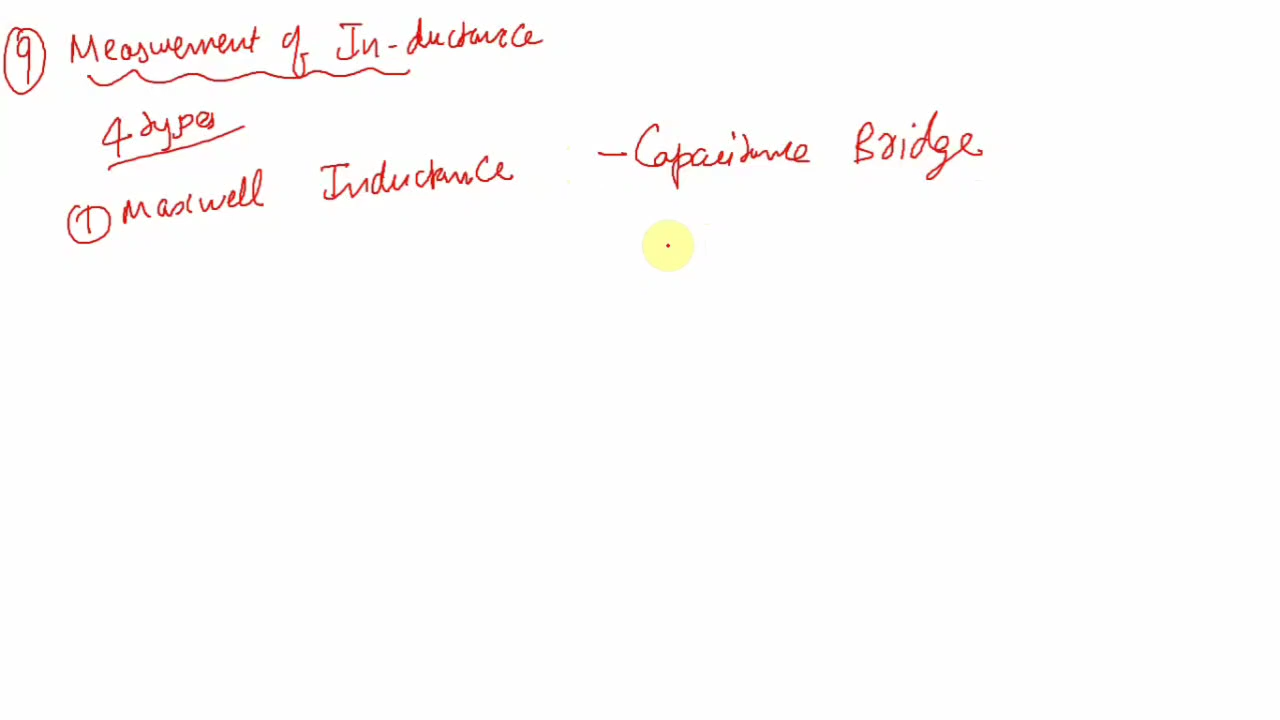 9 Measurement of In-ductance
4 types
1 Maxwell Inductance - Capacitance Bridge